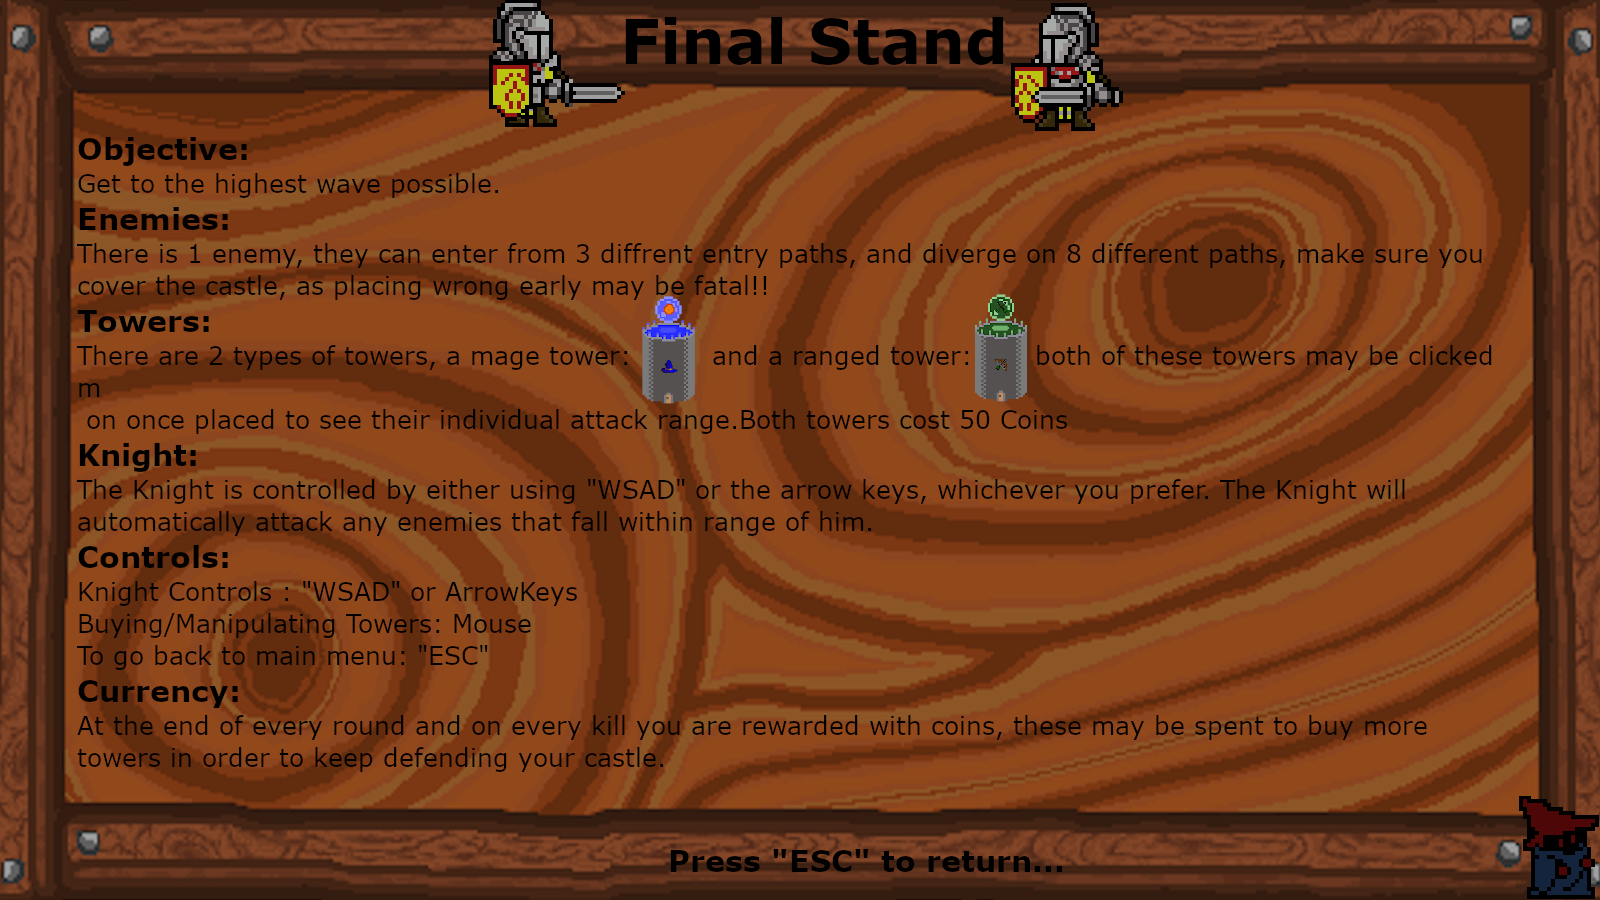 Final Stand
Objective:
Get to the highest wave possible.
Enemies:
There is 1 enemy, they can enter from 3 diffrent entry paths, and diverge on 8 different paths, make sure you
cover the castle, as placing wrong early may be fatal!!
Towers:
There are 2 types of towers, a mage tower: and a ranged tower: both of these towers may be clicked
m
on once placed to see their individual attack range.Both towers cost 50 Coins
Knight:
The Knight is controlled by either using "WSAD" or the arrow keys, whichever you prefer. The Knight will
automatically attack any enemies that fall within range of him.
Controls:
Knight Controls : "WSAD" or ArrowKeys
Buying/Manipulating Towers: Mouse
To go back to main menu: "ESC"
Currency:
At the end of every round and on every kill you are rewarded with coins, these may be spent to buy more
towers in order to keep defending your castle.
Press "ESC" to return...